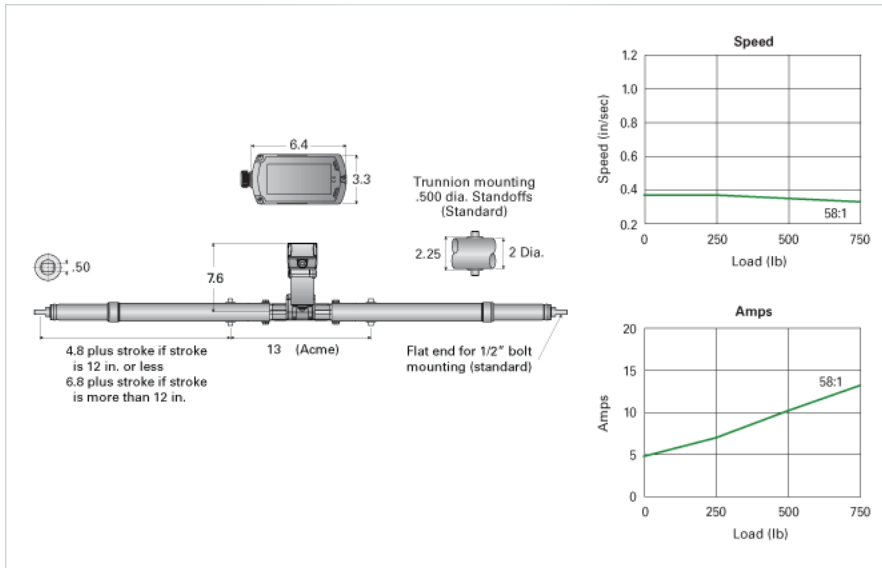 6.4
3.3
Trunnion mounting
.500 dia. Standoffs
(Standard)
2.25
2 Dia.
.50
7.6
13 (Acme)
4.8 plus stroke if stroke
is 12 in. or less
6.8 plus stroke if stroke
is more than 12 in.
Flat end for 1/2" bolt
mounting (standard)
Speed
Speed (in/sec)
1.2
1.0
0.8
0.6
0.4
0.2
58:1
0 250 500 750
Load (lb)
Amps
Amps
20
15
10
5
0
58:1
0 250 500 750
Load (lb)